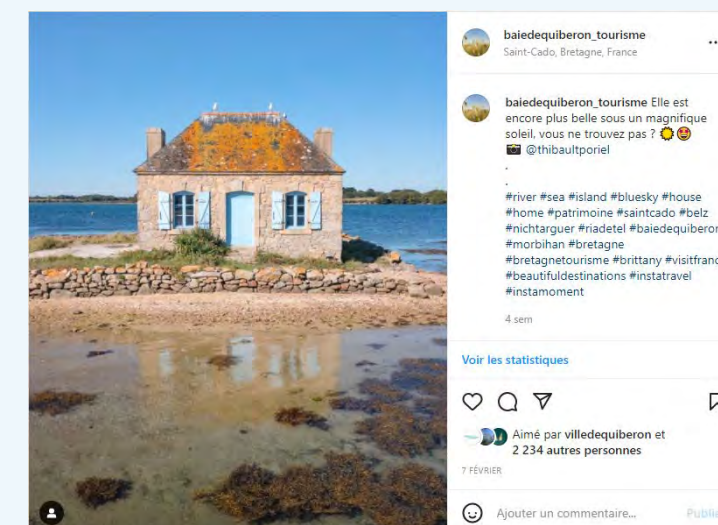 baiedequiberon_tourisme
Saint-Cado, Bretagne, France
baiedequiberon_tourisme Elle est
encore plus belle sous un magnifique
soleil, vous ne trouvez pas ? 🌞🤩
📸 @thibaultporiel
.
.
#river #sea #island #bluesky #house
#home #patrimoine #saintcado #belz
#nichtarguer #riadetel #baiedequiberon
#morbihan #bretagne
#bretagnetourisme #brittany #visitfranc
#beautifuldestinations #instatravel
#instamoment
4 sem
Voir les statistiques
Aimé par villedequiberon et
2 234 autres personnes
7 FÉVRIER
Ajouter un commentaire...
Publie